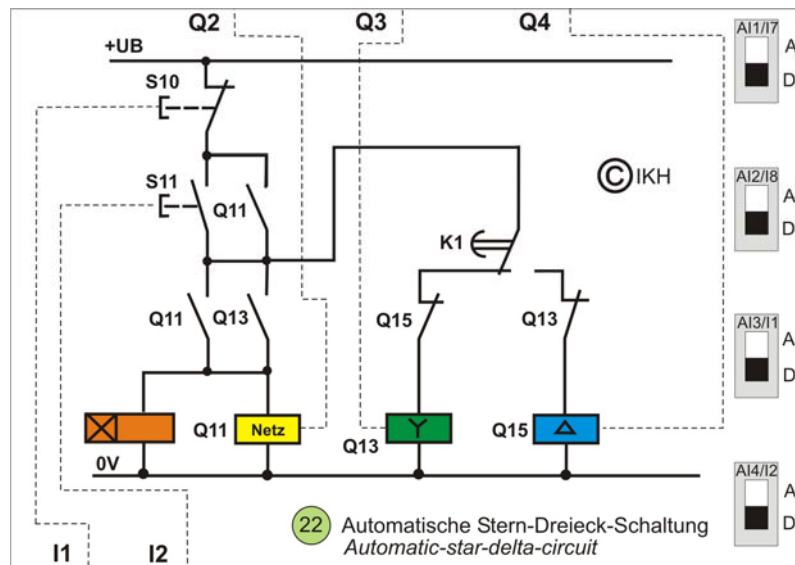 Q2 Q3 Q4
+UB
AI1/I7
A
D
S10
© IKH
AI2/I8
A
D
S11
Q11
K1
Q11 Q13 Q15 Q13
AI3/I1
A
D
Q11 Netz Q13 Q15
0V
AI4/I2
A
D
22 Automatische Stern-Dreieck-Schaltung
Automatic-star-delta-circuit
I1 I2